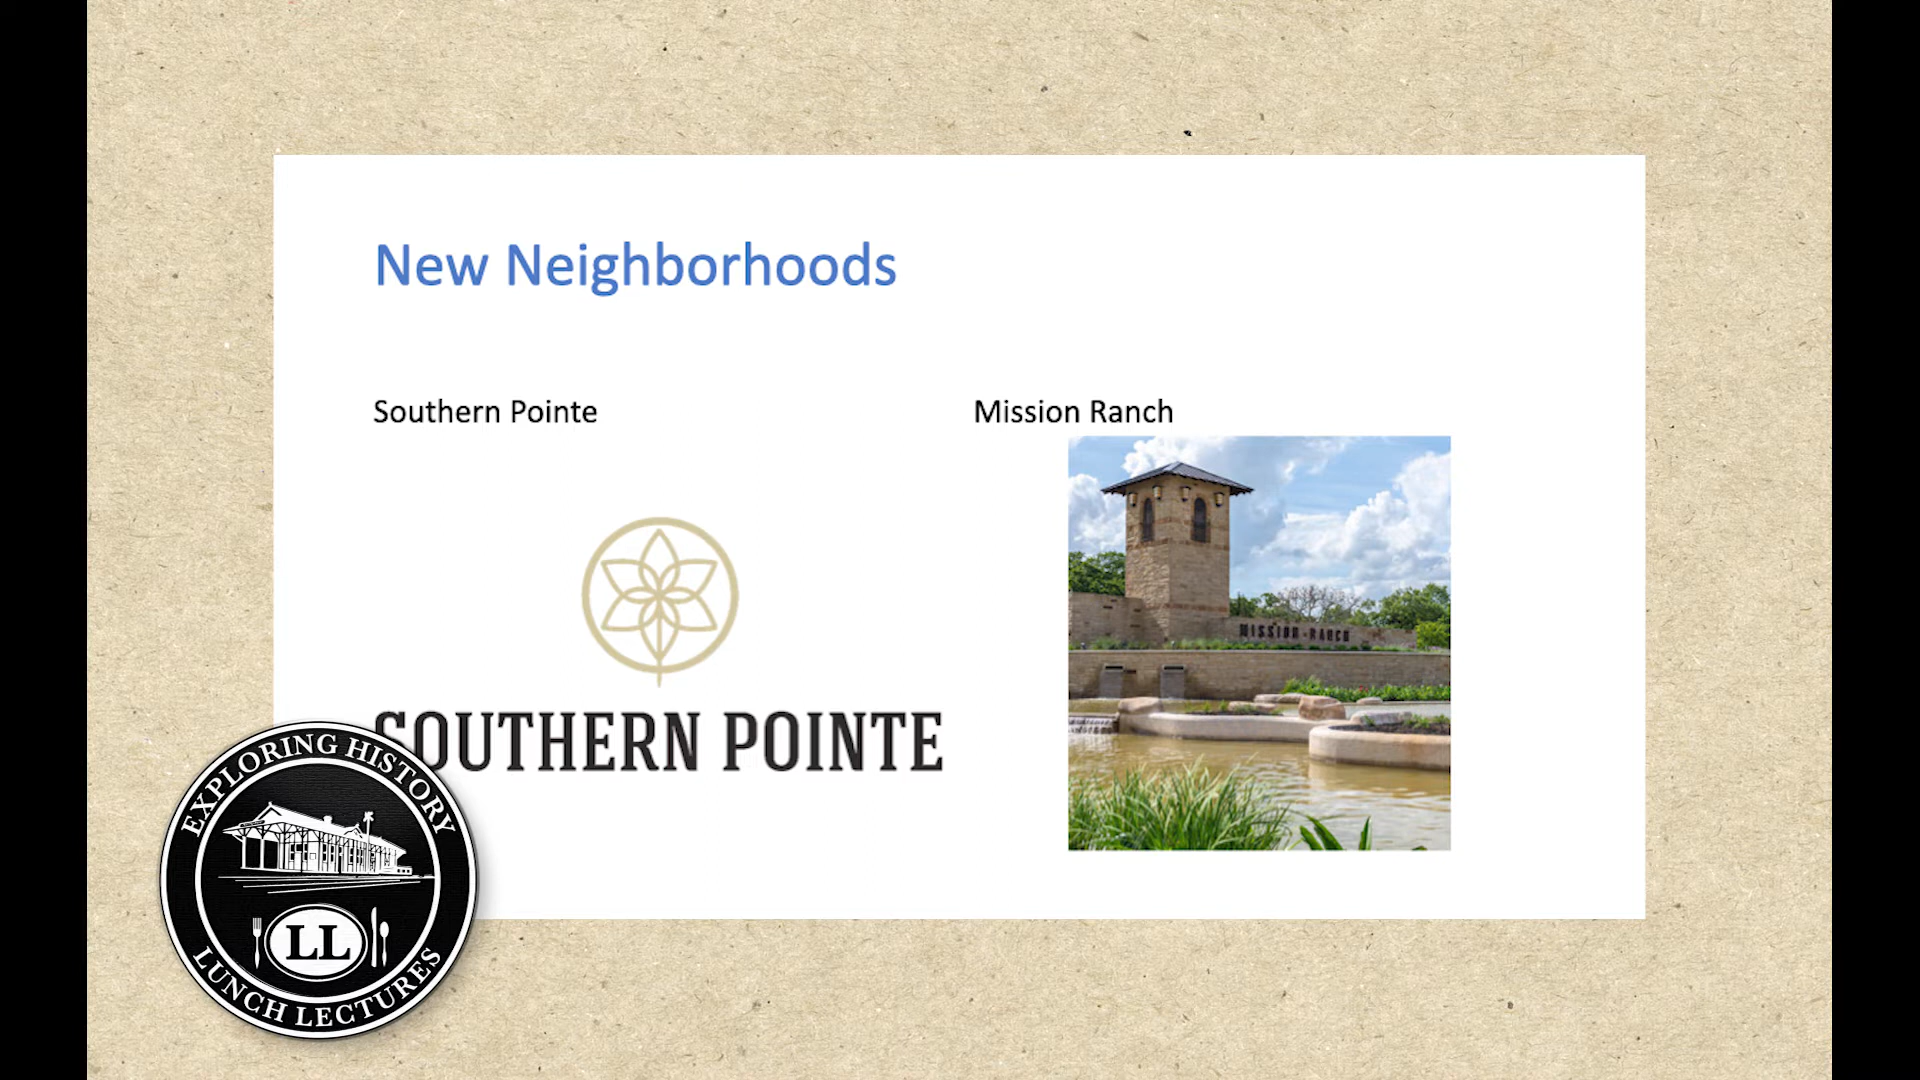 New Neighborhoods
Southern Pointe
Mission Ranch
MISSION RANCH
SOUTHERN POINTE
EXPLORING HISTORY
LL
LUNCH LECTURES